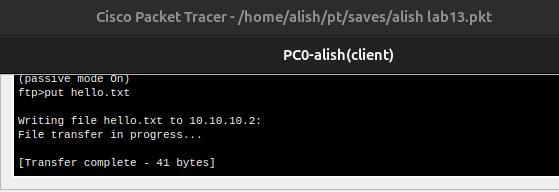 Cisco Packet Tracer - /home/alish/pt/saves/alish lab13.pkt
PC0-alish(client)
(passive mode On)
ftp>put hello.txt
Writing file hello.txt to 10.10.10.2:
File transfer in progress...
[Transfer complete - 41 bytes]